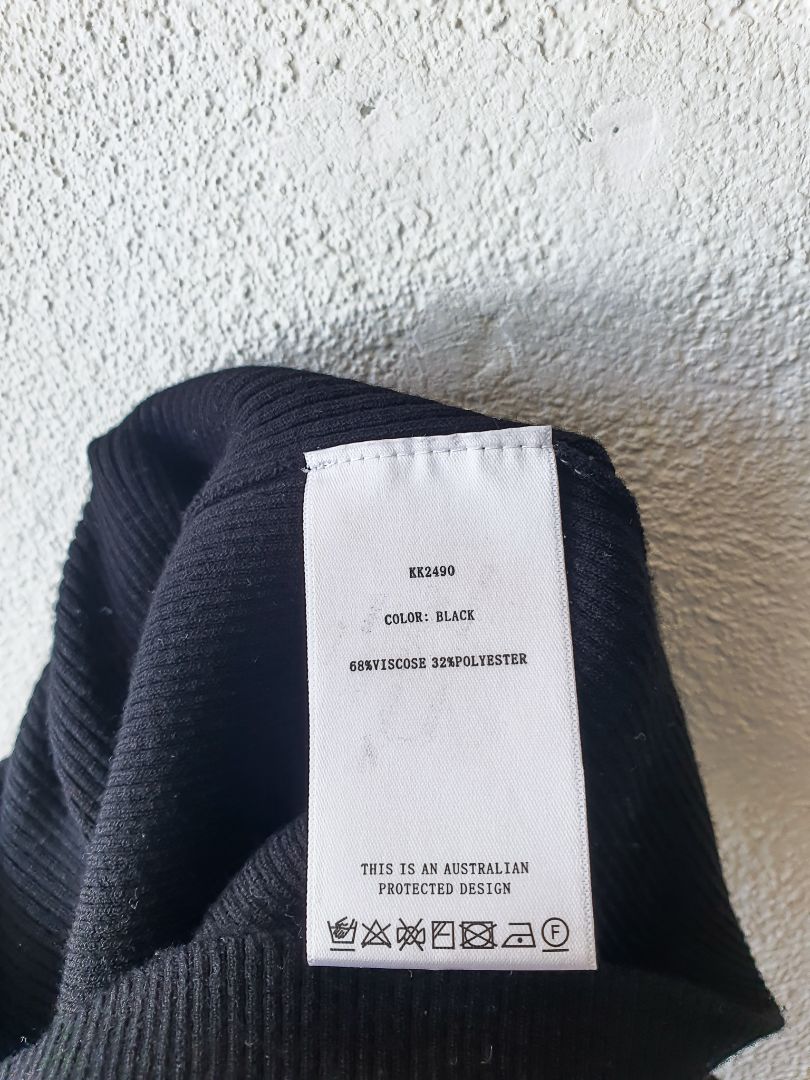 KK2490
COLOR: BLACK
68%VISCOSE 32%POLYESTER
THIS IS AN AUSTRALIAN
PROTECTED DESIGN
F